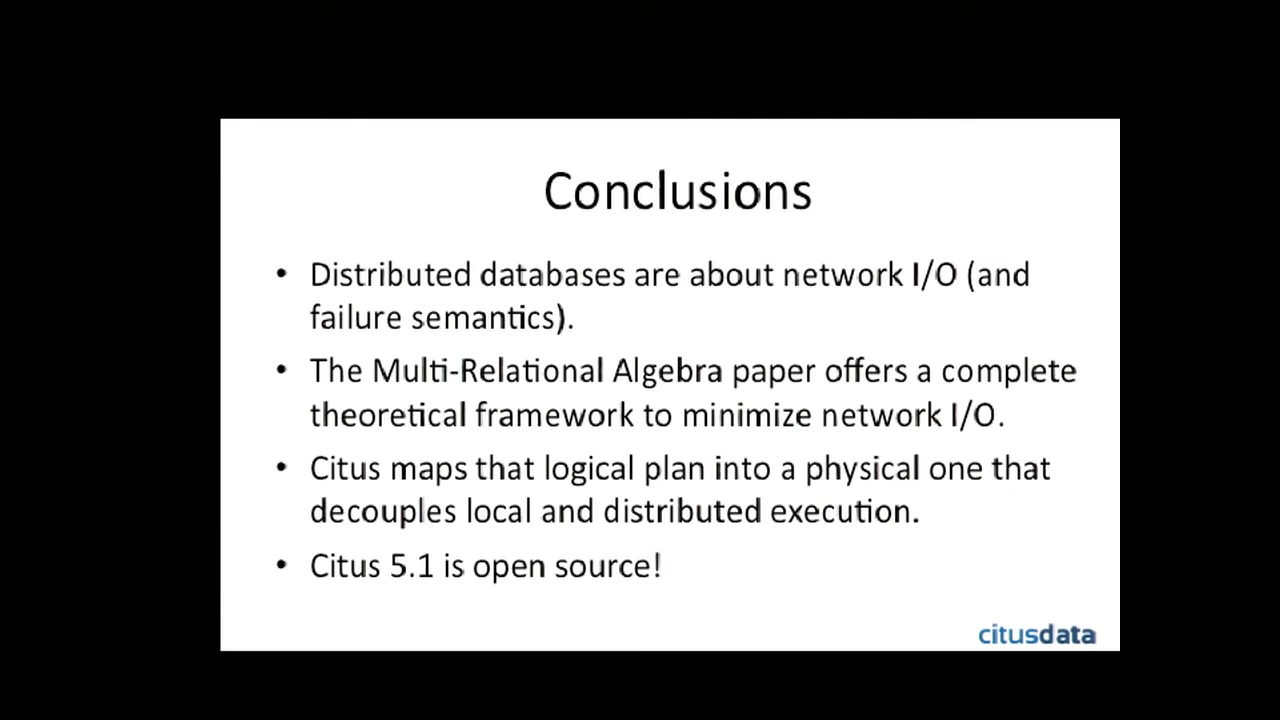 Conclusions
• Distributed databases are about network I/O (and
failure semantics).
• The Multi-Relational Algebra paper offers a complete
theoretical framework to minimize network I/O.
• Citus maps that logical plan into a physical one that
decouples local and distributed execution.
• Citus 5.1 is open source!
citusdata